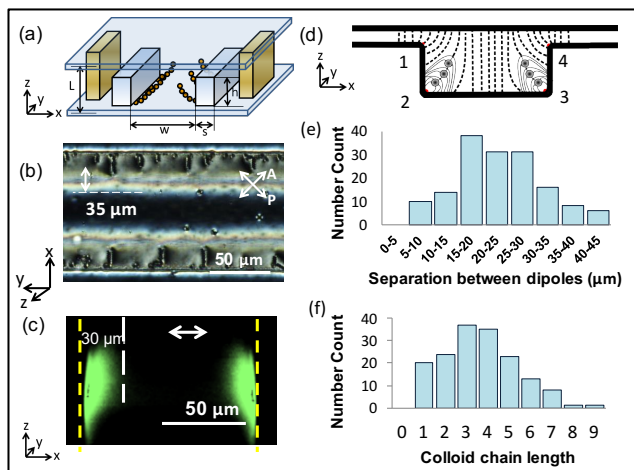 (a)
L
h
w
s
z
y
x
(b)
A
P
35 µm
50 µm
x
y
z
(c)
30 µm
50 µm
z
y
x
(d)
1
4
2
3
z
y
x
(e)
Number Count
40
30
20
10
0
0-5
5-10
10-15
15-20
20-25
25-30
30-35
35-40
40-45
Separation between dipoles (µm)
(f)
Number Count
40
30
20
10
0
0 1 2 3 4 5 6 7 8 9
Colloid chain length